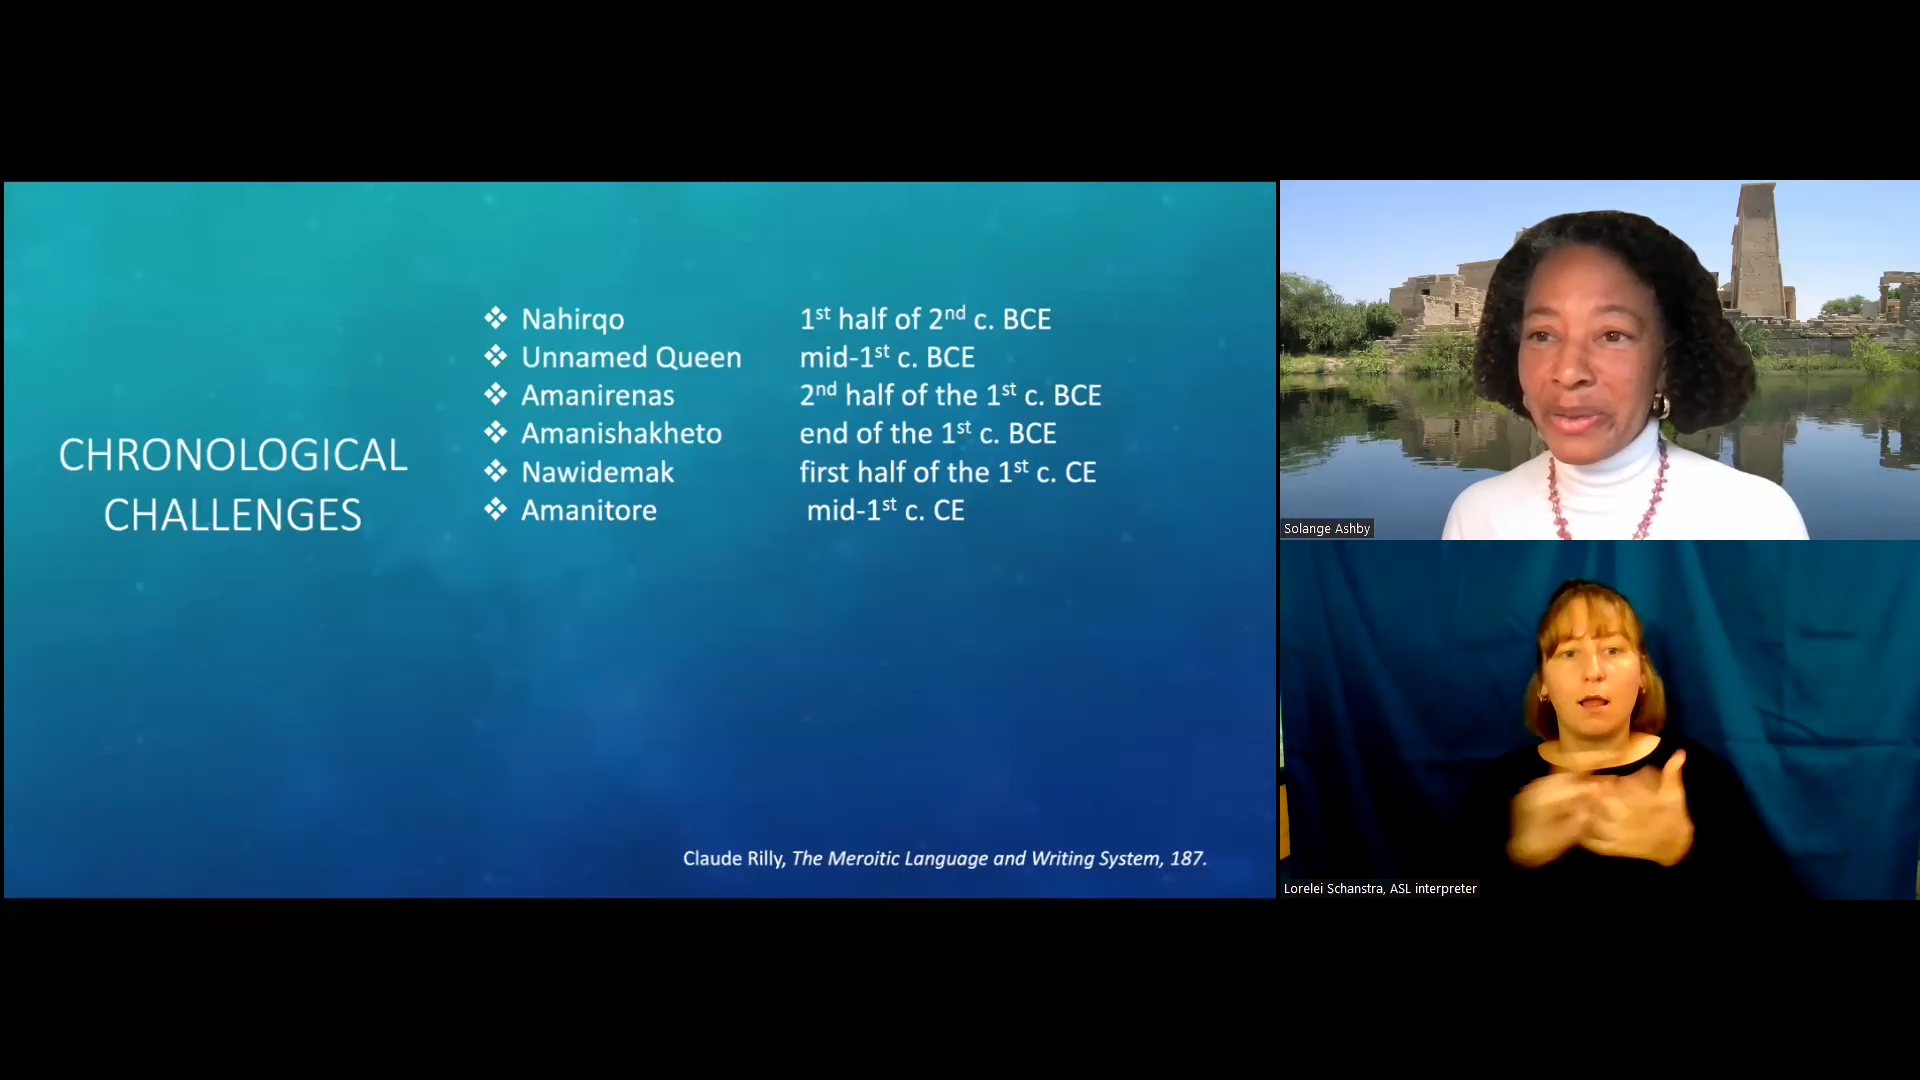 CHRONOLOGICAL
CHALLENGES
❖ Nahirqo 1st half of 2nd c. BCE
❖ Unnamed Queen mid-1st c. BCE
❖ Amanirenas 2nd half of the 1st c. BCE
❖ Amanishakheto end of the 1st c. BCE
❖ Nawidemak first half of the 1st c. CE
❖ Amanitore mid-1st c. CE
Claude Rilly, The Meroitic Language and Writing System, 187.
Solange Ashby
Lorelei Schanstra, ASL interpreter